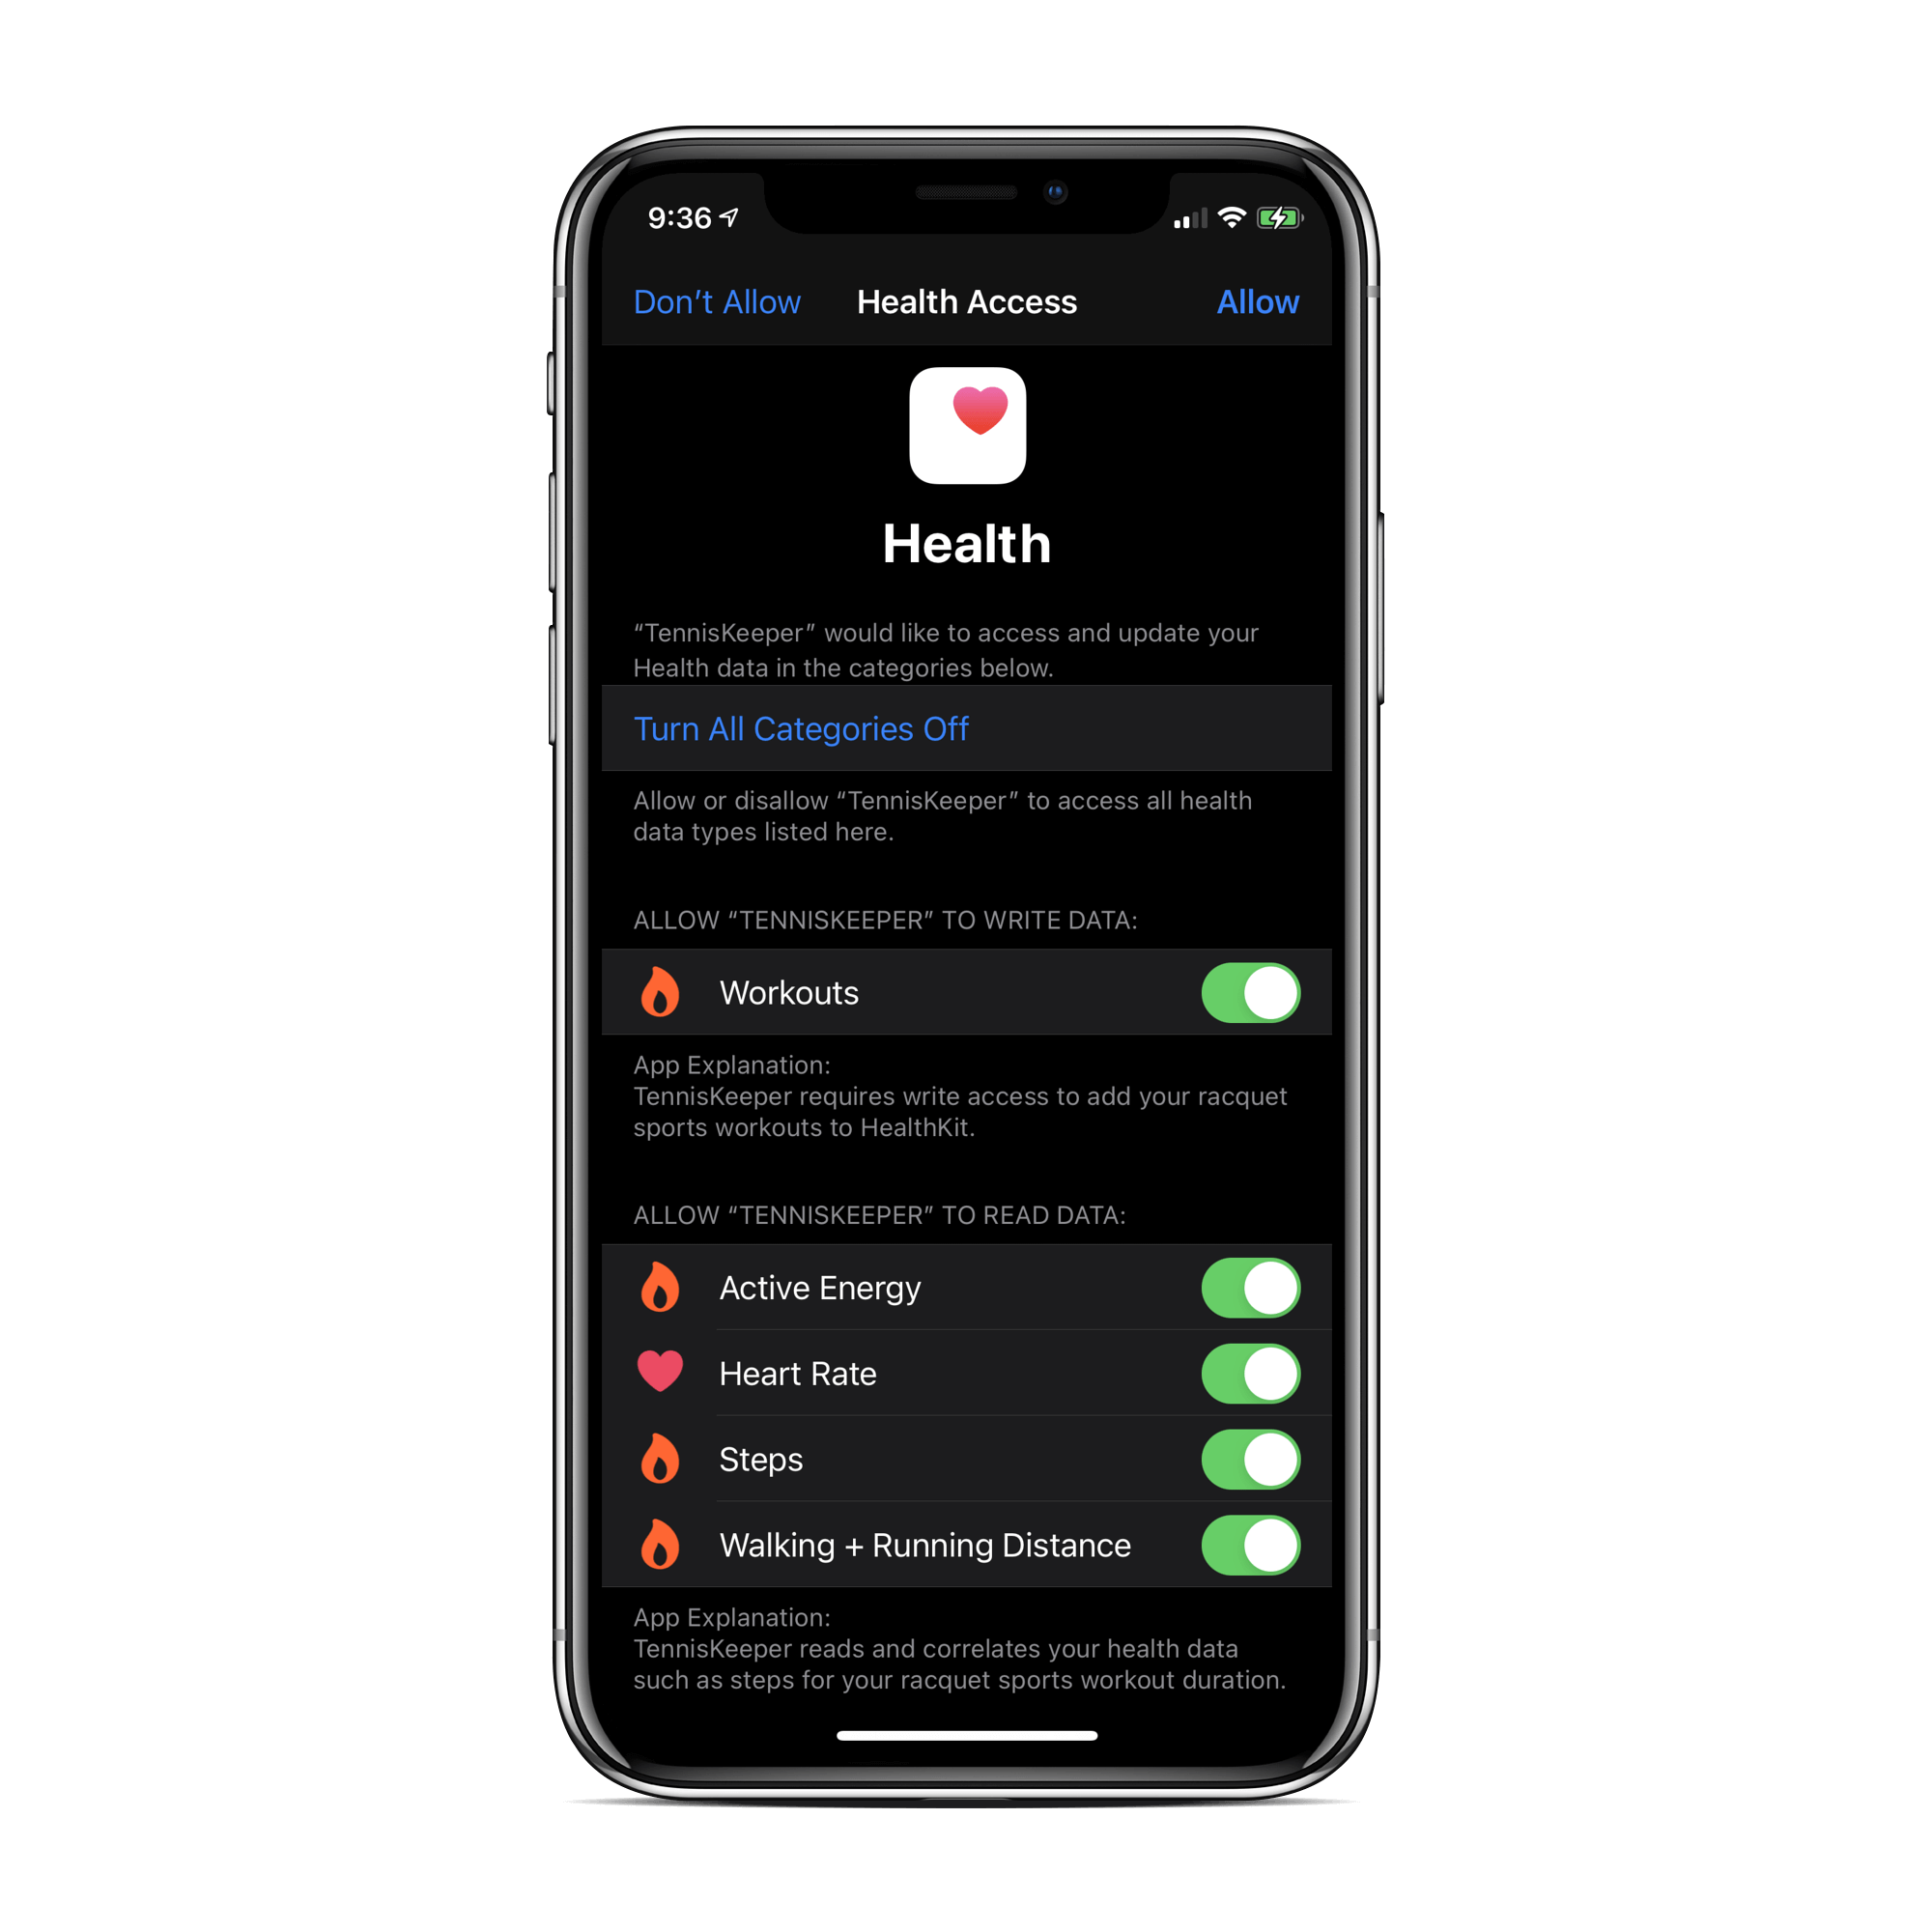 9:36
Don’t Allow Health Access Allow
Health
“TennisKeeper” would like to access and update your
Health data in the categories below.
Turn All Categories Off
Allow or disallow “TennisKeeper” to access all health
data types listed here.
ALLOW “TENNISKEEPER” TO WRITE DATA:
Workouts
App Explanation:
TennisKeeper requires write access to add your racquet
sports workouts to HealthKit.
ALLOW “TENNISKEEPER” TO READ DATA:
Active Energy
Heart Rate
Steps
Walking + Running Distance
App Explanation:
TennisKeeper reads and correlates your health data
such as steps for your racquet sports workout duration.